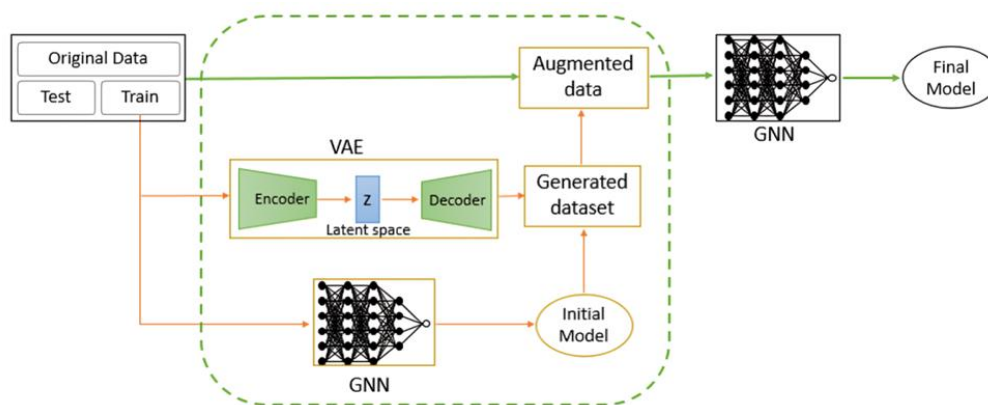 Original Data
Test
Train
Augmented
data
GNN
Final
Model
VAE
Encoder
Z
Decoder
Latent space
Generated
dataset
GNN
Initial
Model